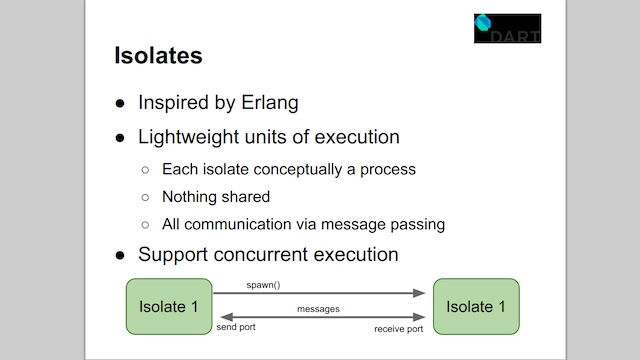 DART
Isolates
● Inspired by Erlang
● Lightweight units of execution
○ Each isolate conceptually a process
○ Nothing shared
○ All communication via message passing
● Support concurrent execution
spawn()
Isolate 1
messages
Isolate 1
send port
receive port